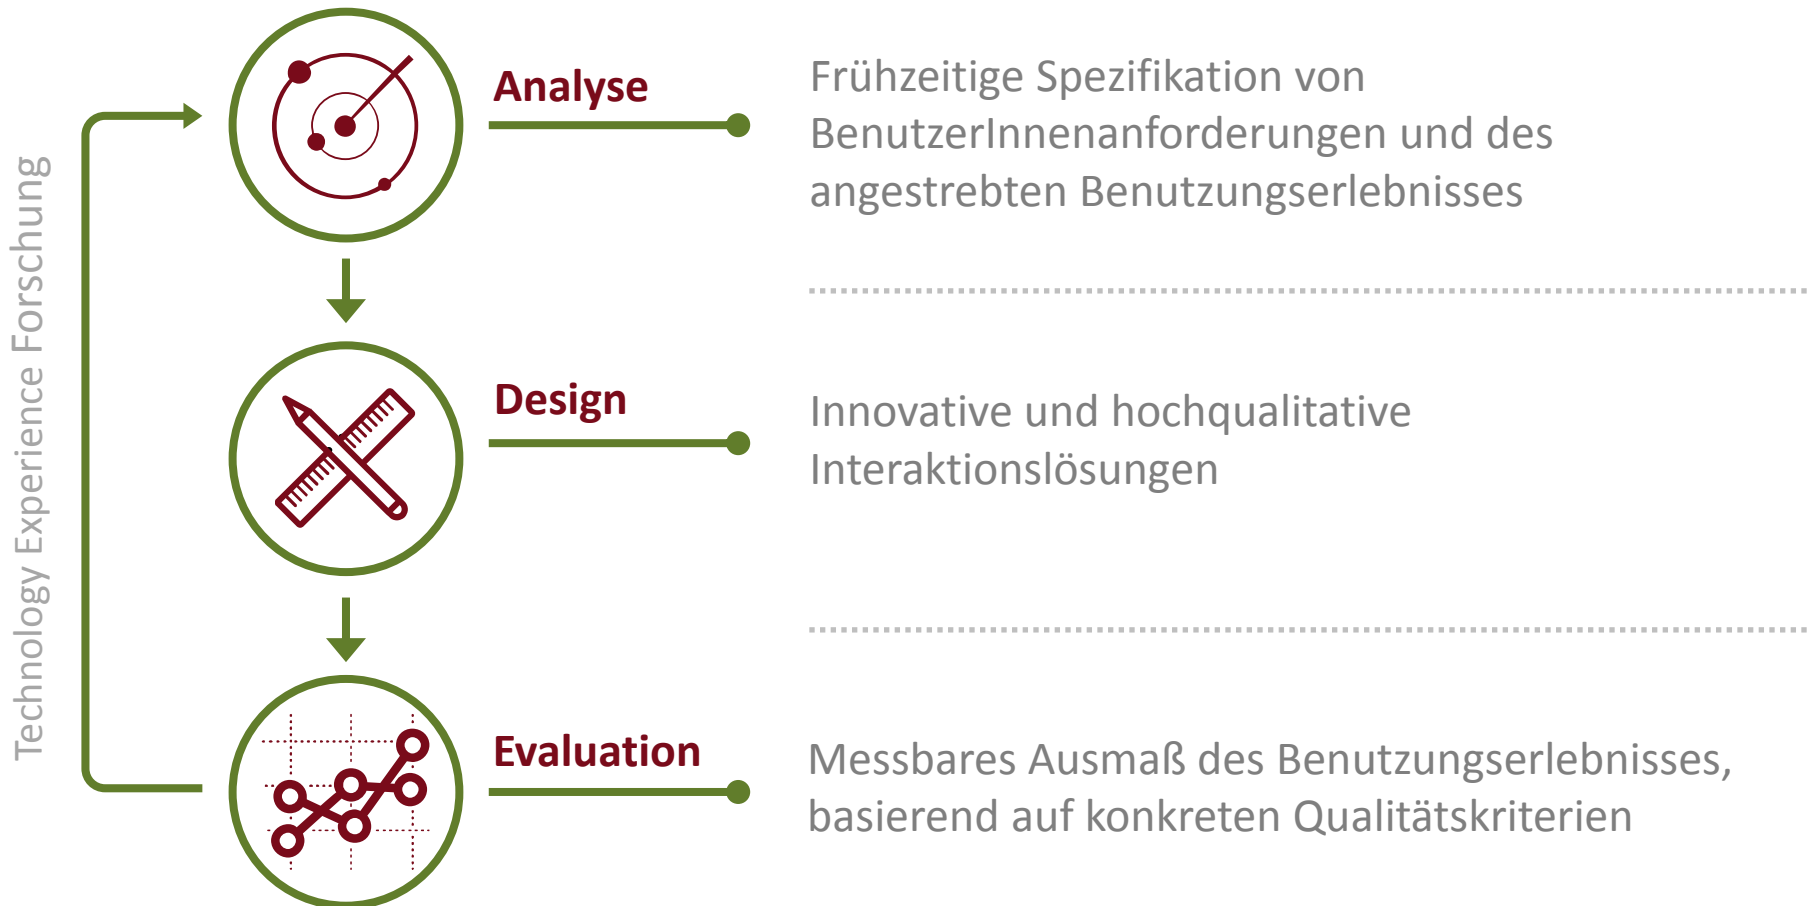 Technology Experience Forschung
Analyse
Frühzeitige Spezifikation von
BenutzerInnenanforderungen und des
angestrebten Benutzungserlebnisses
Design
Innovative und hochqualitative
Interaktionslösungen
Evaluation
Messbares Ausmaß des Benutzungserlebnisses,
basierend auf konkreten Qualitätskriterien